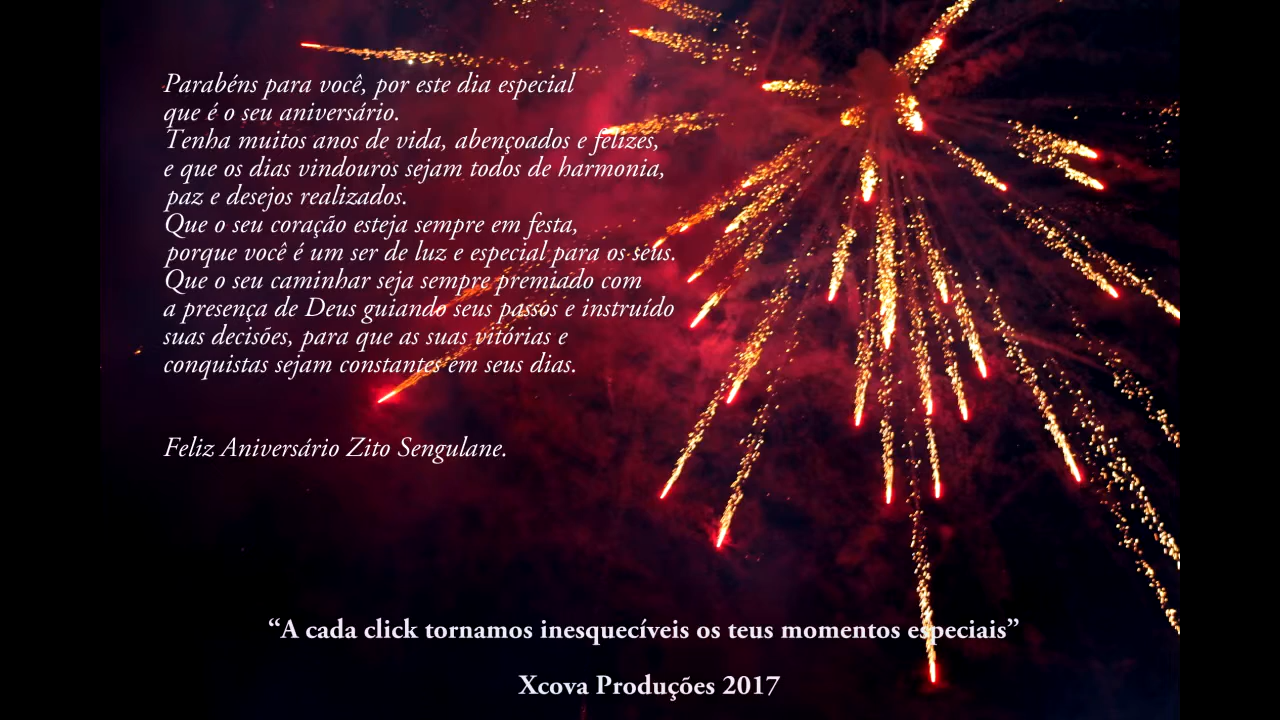 Parabéns para você, por este dia especial
que é o seu aniversário.
Tenha muitos anos de vida, abençoados e felizes,
e que os dias vindouros sejam todos de harmonia,
paz e desejos realizados.
Que o seu coração esteja sempre em festa,
porque você é um ser de luz e especial para os seus.
Que o seu caminhar seja sempre premiado com
a presença de Deus guiando seus passos e instruído
suas decisões, para que as suas vitórias e
conquistas sejam constantes em seus dias.
Feliz Aniversário Zito Sengulane.
“A cada click tornamos inesquecíveis os teus momentos especiais”
Xcova Produções 2017